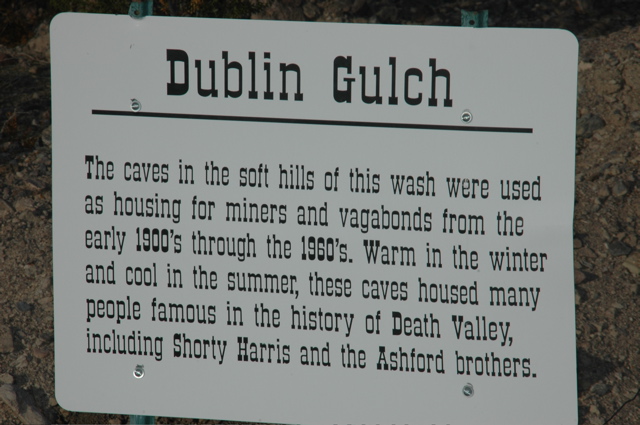 Dublin Gulch
The caves in the soft hills of this wash were used
as housing for miners and vagabonds from the
early 1900's through the 1960's. Warm in the winter
and cool in the summer, these caves housed many
people famous in the history of Death Valley,
including Shorty Harris and the Ashford brothers.